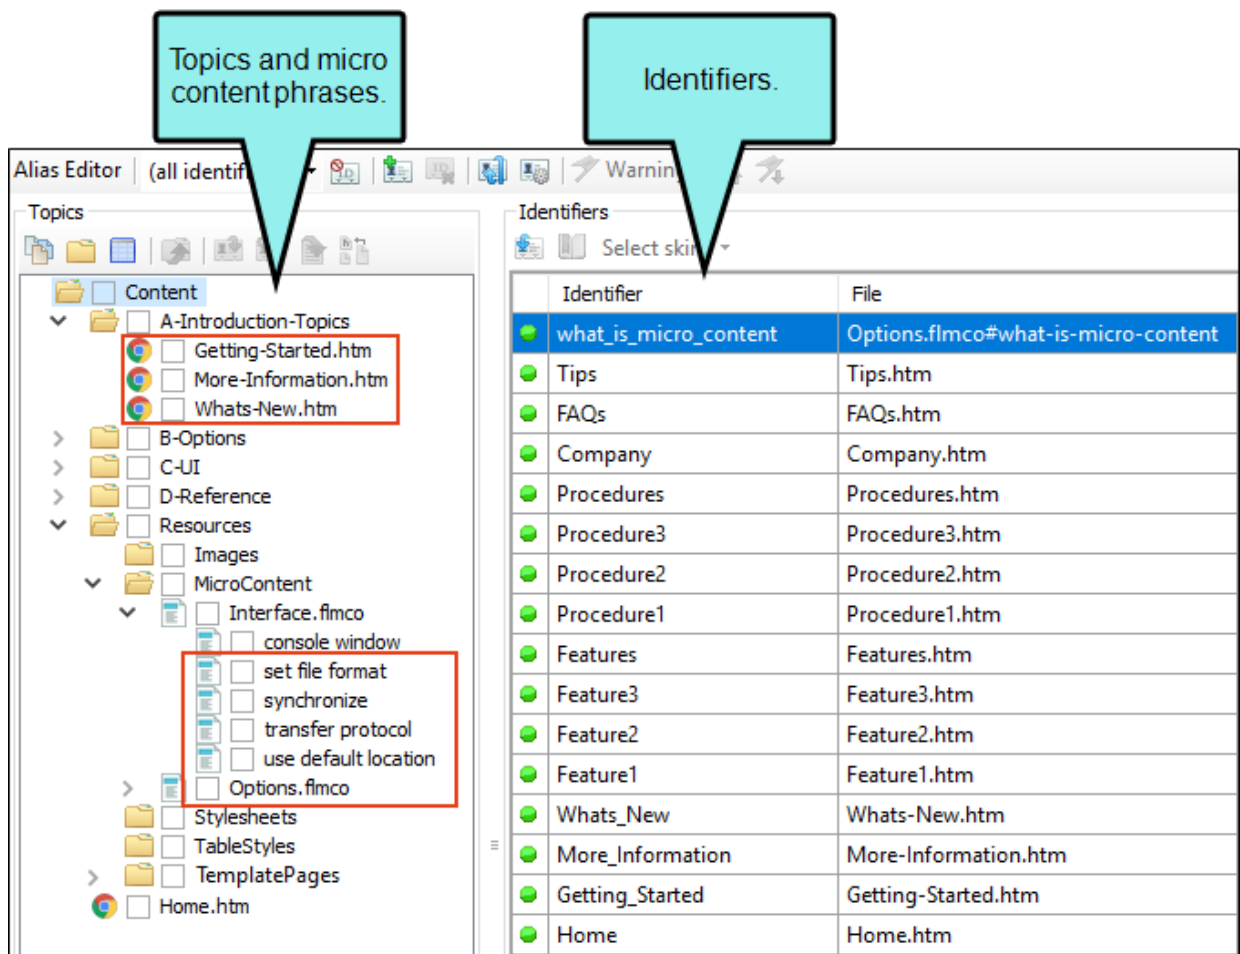 Topics and micro
content phrases.
Identifiers.
Alias Editor
(all identif
Warnin
Topics
Identifiers
Select skin
Content
A-Introduction-Topics
Getting-Started.htm
More-Information.htm
Whats-New.htm
B-Options
C-UI
D-Reference
Resources
Images
MicroContent
Interface.flmco
console window
set file format
synchronize
transfer protocol
use default location
Options.flmco
Stylesheets
TableStyles
TemplatePages
Home.htm
Identifier File
what_is_micro_content Options.flmco#what-is-micro-content
Tips Tips.htm
FAQs FAQs.htm
Company Company.htm
Procedures Procedures.htm
Procedure3 Procedure3.htm
Procedure2 Procedure2.htm
Procedure1 Procedure1.htm
Features Features.htm
Feature3 Feature3.htm
Feature2 Feature2.htm
Feature1 Feature1.htm
Whats_New Whats-New.htm
More_Information More-Information.htm
Getting_Started Getting-Started.htm
Home Home.htm